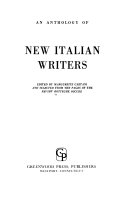 AN ANTHOLOGY OF
NEW ITALIAN
WRITERS
EDITED BY MARGUERITE CAETANI
AND SELECTED FROM THE PAGES OF THE
REVIEW BOTTEGHE OSCURE
GP
GREENWOOD PRESS, PUBLISHERS
WESTPORT, CONNECTICUT